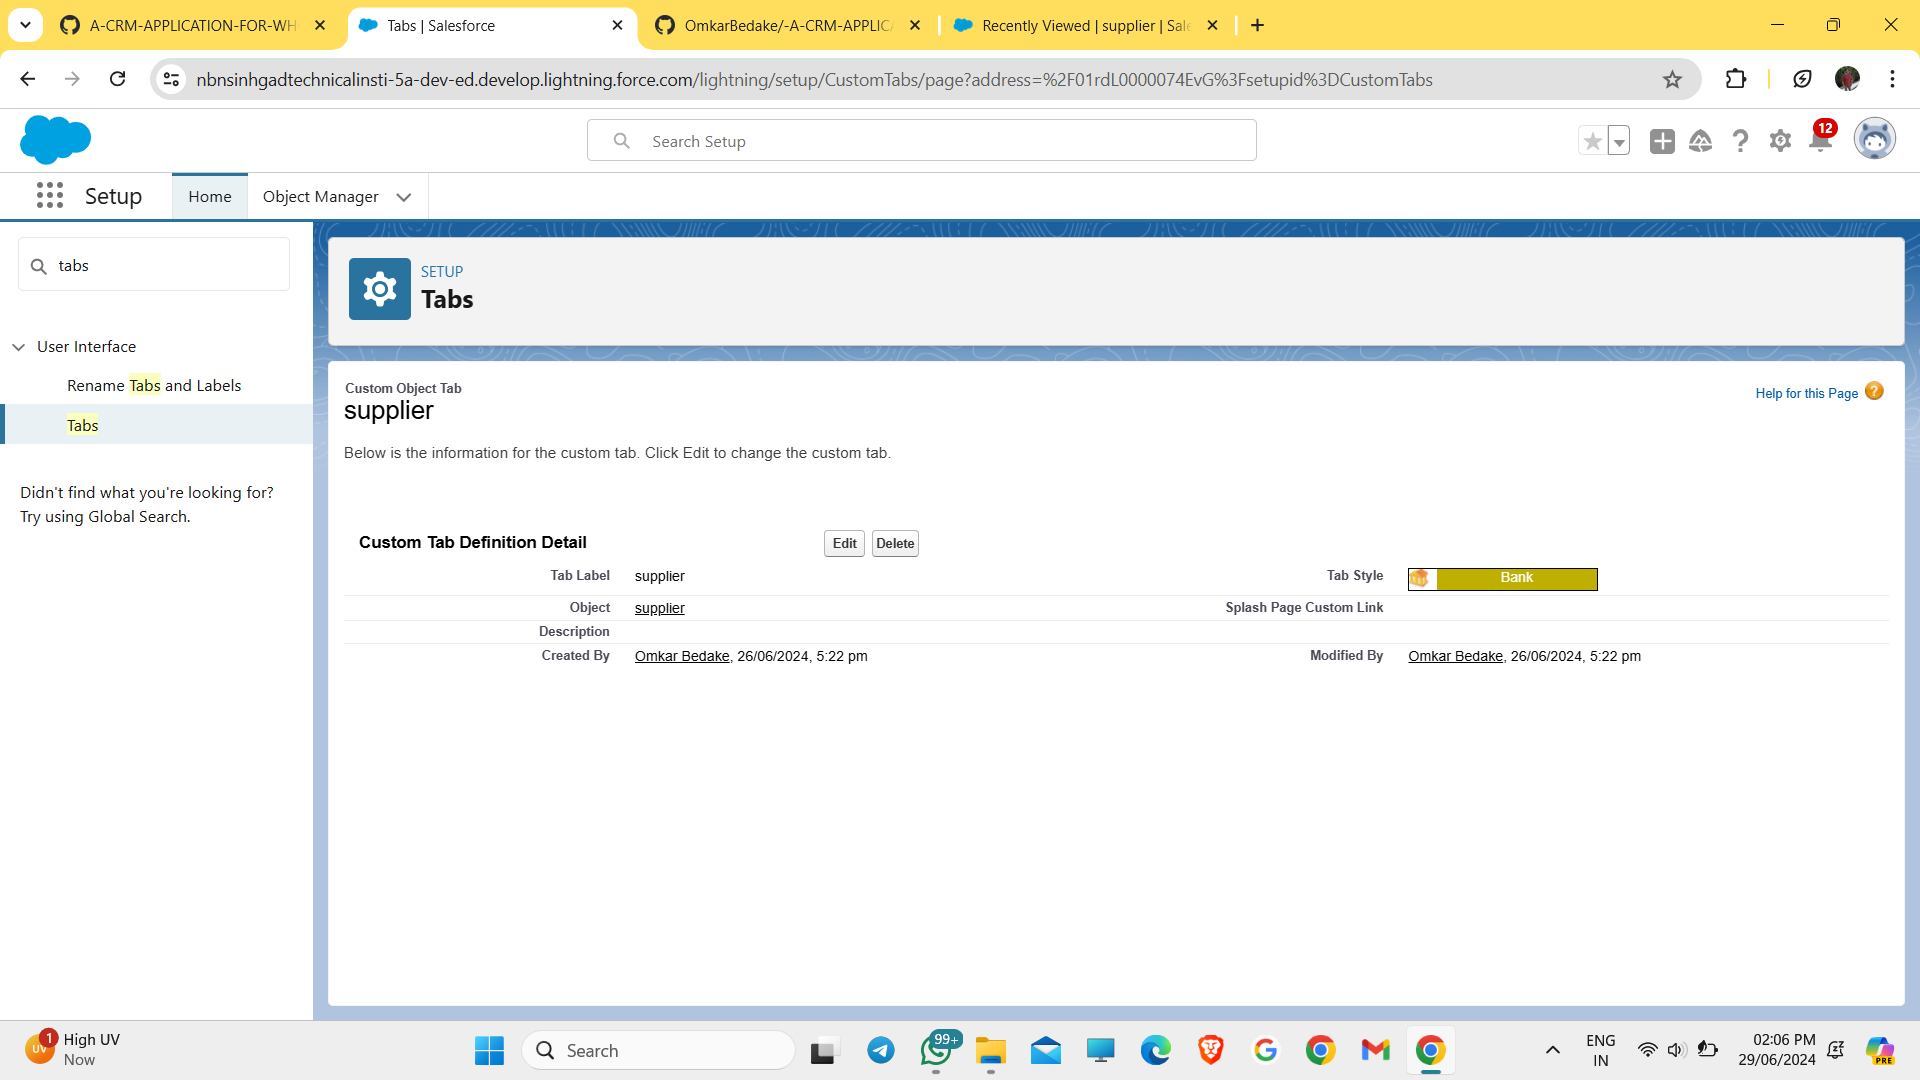 A-CRM-APPLICATION-FOR-WH
Tabs | Salesforce
OmkarBedake/-A-CRM-APPLICA
Recently Viewed | supplier | Sale
nbnsinhgadtechnicalinsti-5a-dev-ed.develop.lightning.force.com/lightning/setup/CustomTabs/page?address=%2F01rdL0000074EvG%3Fsetupid%3DCustomTabs
Search Setup
12
Setup
Home
Object Manager
tabs
User Interface
Rename Tabs and Labels
Tabs
Didn't find what you're looking for?
Try using Global Search.
SETUP
Tabs
Custom Object Tab
supplier
Help for this Page ?
Below is the information for the custom tab. Click Edit to change the custom tab.
Custom Tab Definition Detail
Edit
Delete
Tab Label supplier
Tab Style Bank
Object supplier
Splash Page Custom Link
Description
Created By Omkar Bedake, 26/06/2024, 5:22 pm
Modified By Omkar Bedake, 26/06/2024, 5:22 pm
UV
1
High UV
Now
Search
99+
ENG
IN
02:06 PM
29/06/2024
PRE